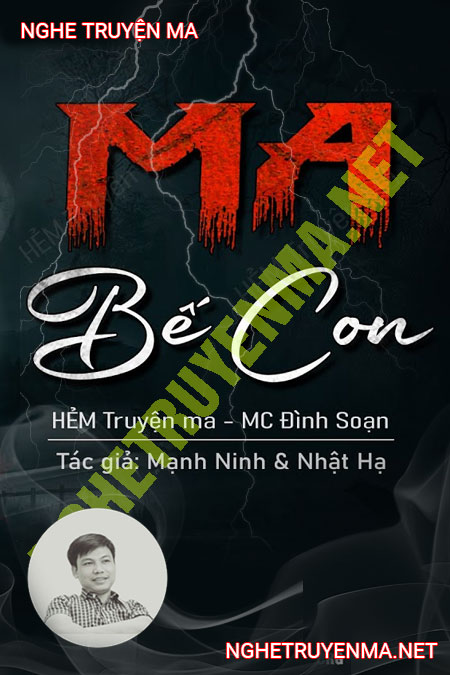 NGHE TRUYỆN MA
MA
Bế Con
NGHETRUYENMA.NET
HẺM Truyện ma - MC Đình Soạn
Tác giả: Mạnh Ninh & Nhật Hạ
NGHETRUYENMA.NET